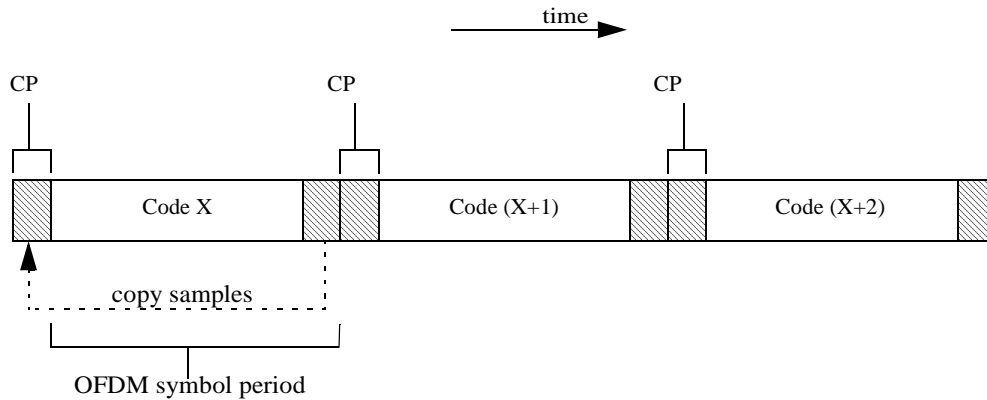 time
CP
CP
CP
Code X
Code (X+1)
Code (X+2)
copy samples
OFDM symbol period